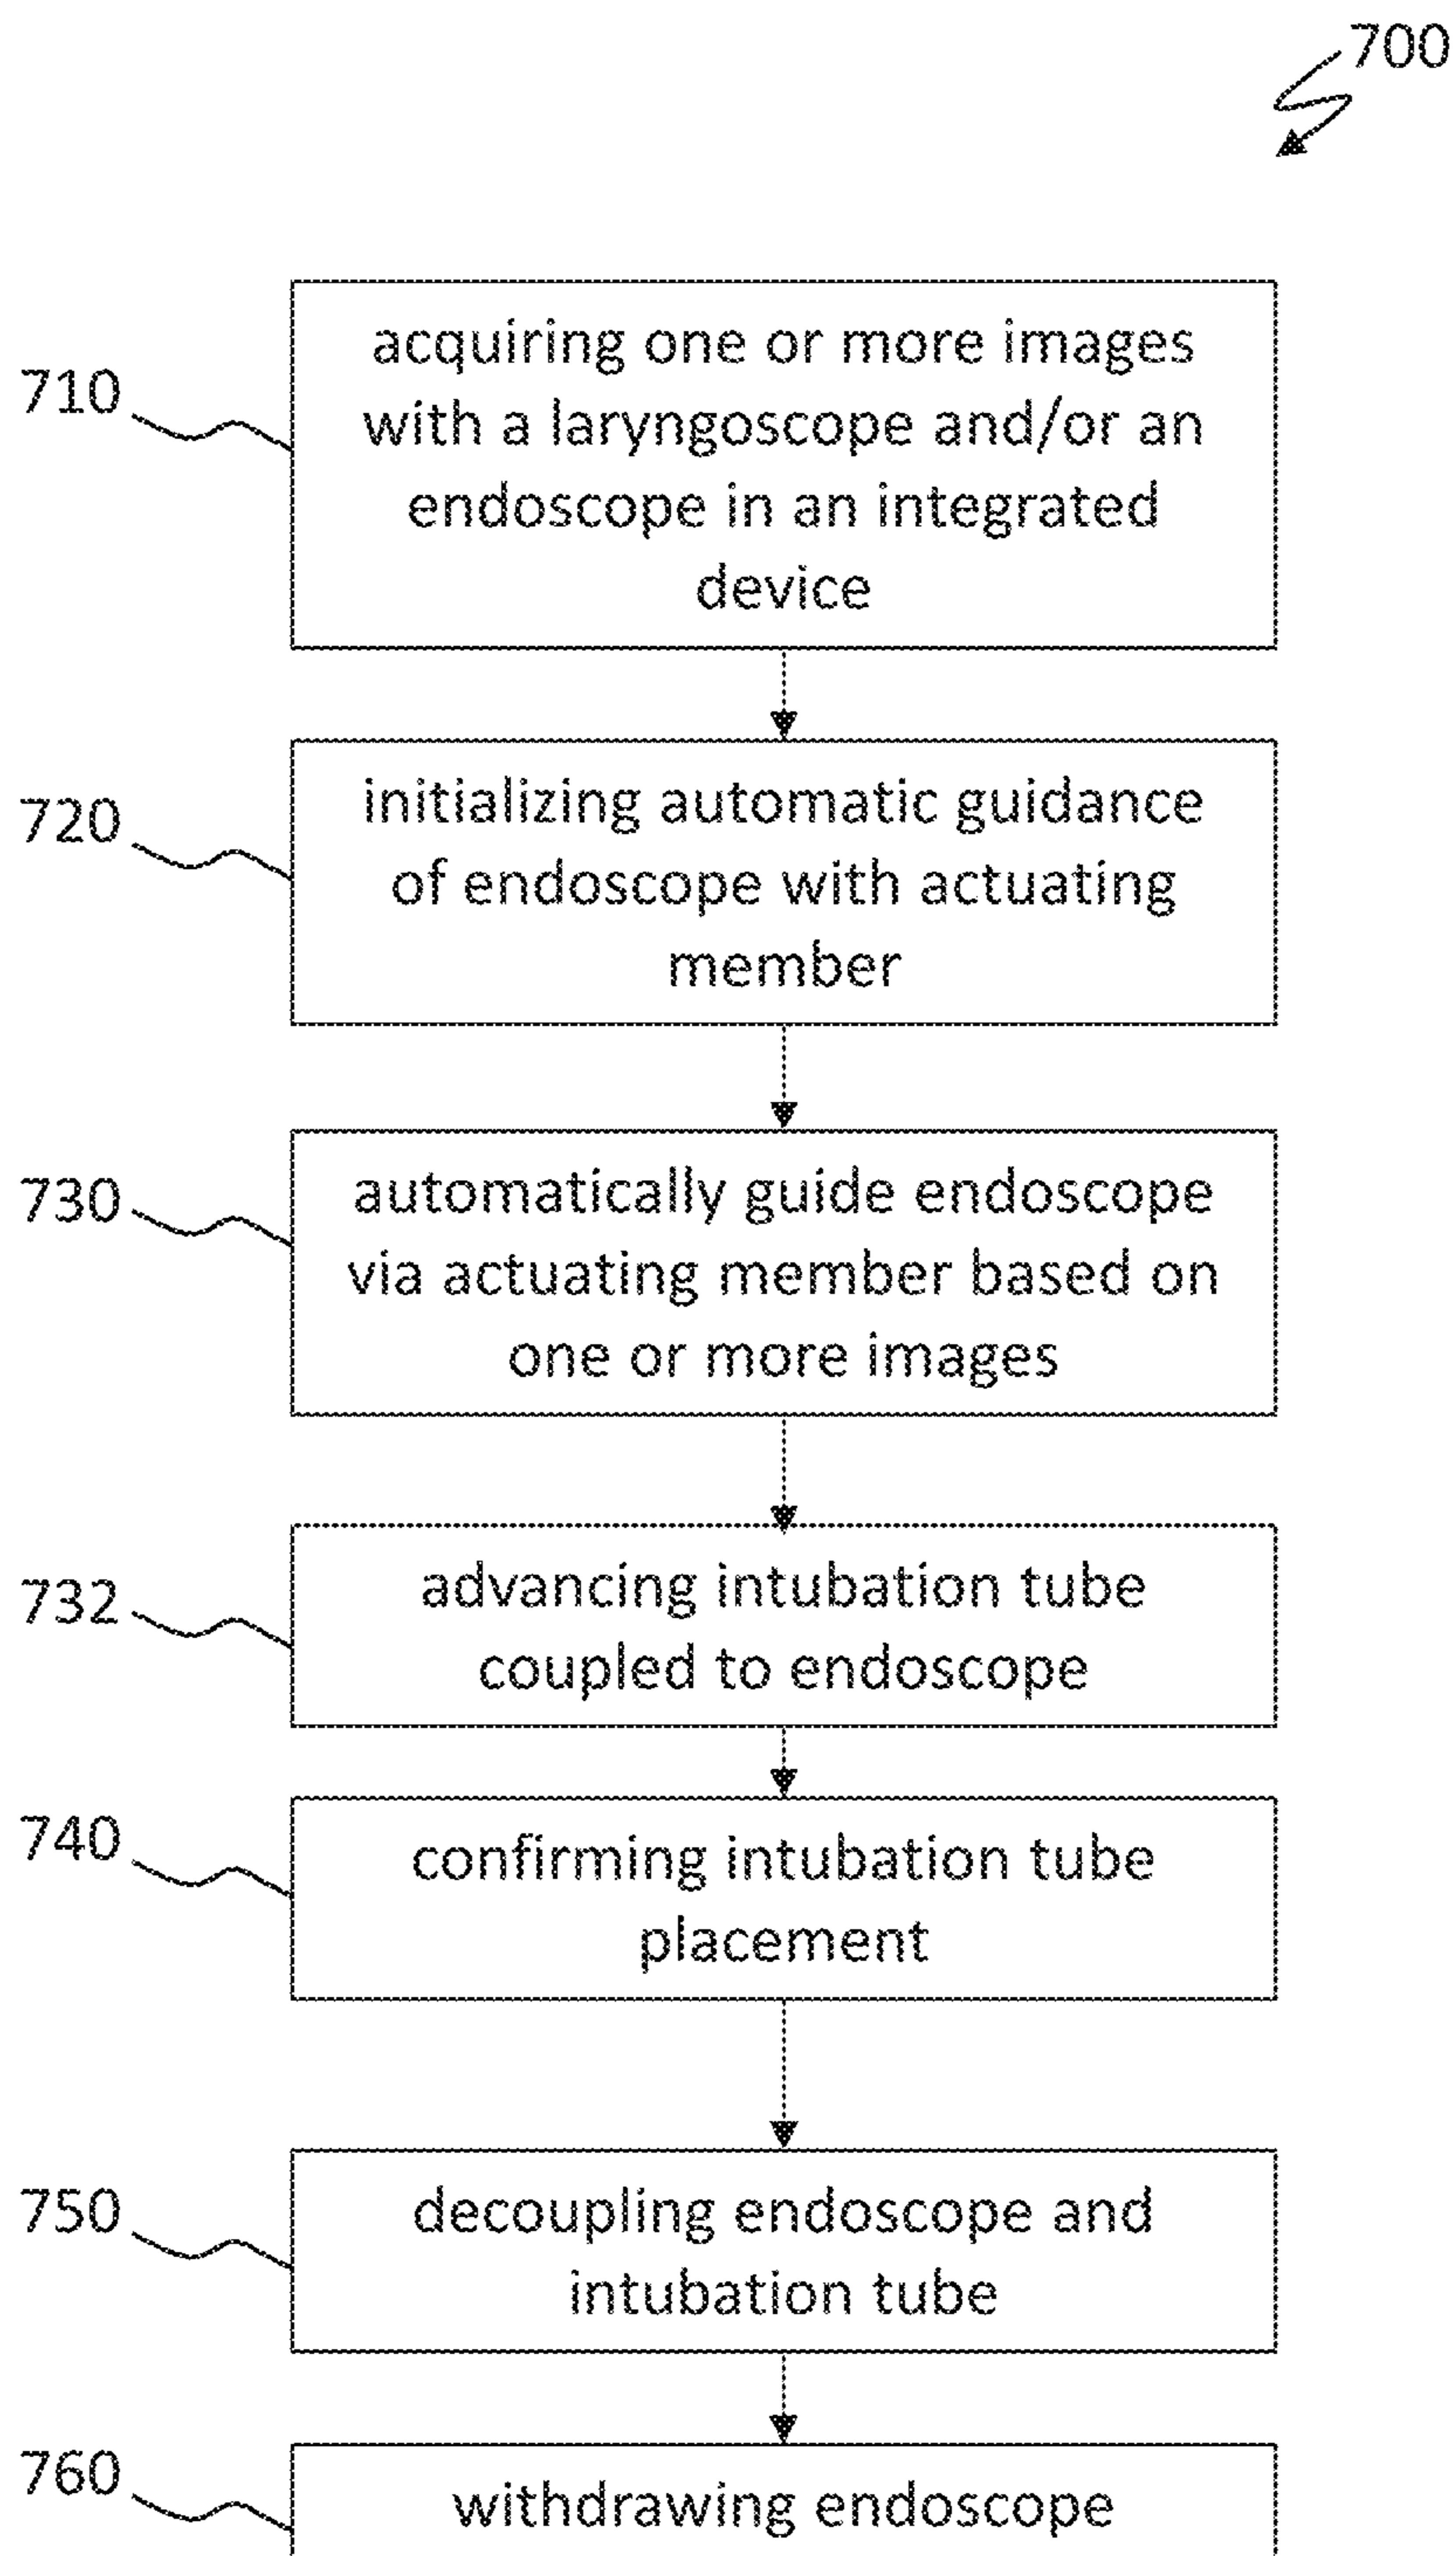 700
710
acquiring one or more images
with a laryngoscope and/or an
endoscope in an integrated
device
720
initializing automatic guidance
of endoscope with actuating
member
730
automatically guide endoscope
via actuating member based on
one or more images
732
advancing intubation tube
coupled to endoscope
740
confirming intubation tube
placement
750
decoupling endoscope and
intubation tube
760
withdrawing endoscope